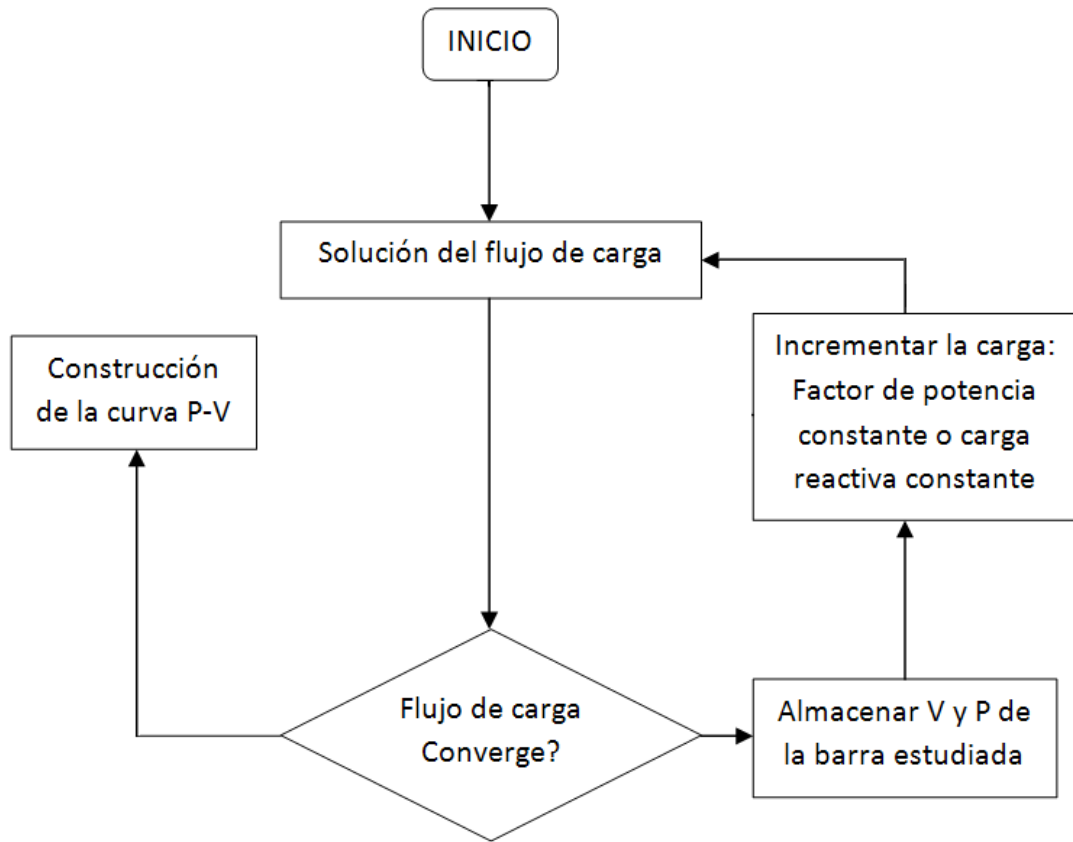 INICIO
Solución del flujo de carga
Construcción
de la curva P-V
Incrementar la carga:
Factor de potencia
constante o carga
reactiva constante
Flujo de carga
Converge?
Almacenar V y P de
la barra estudiada